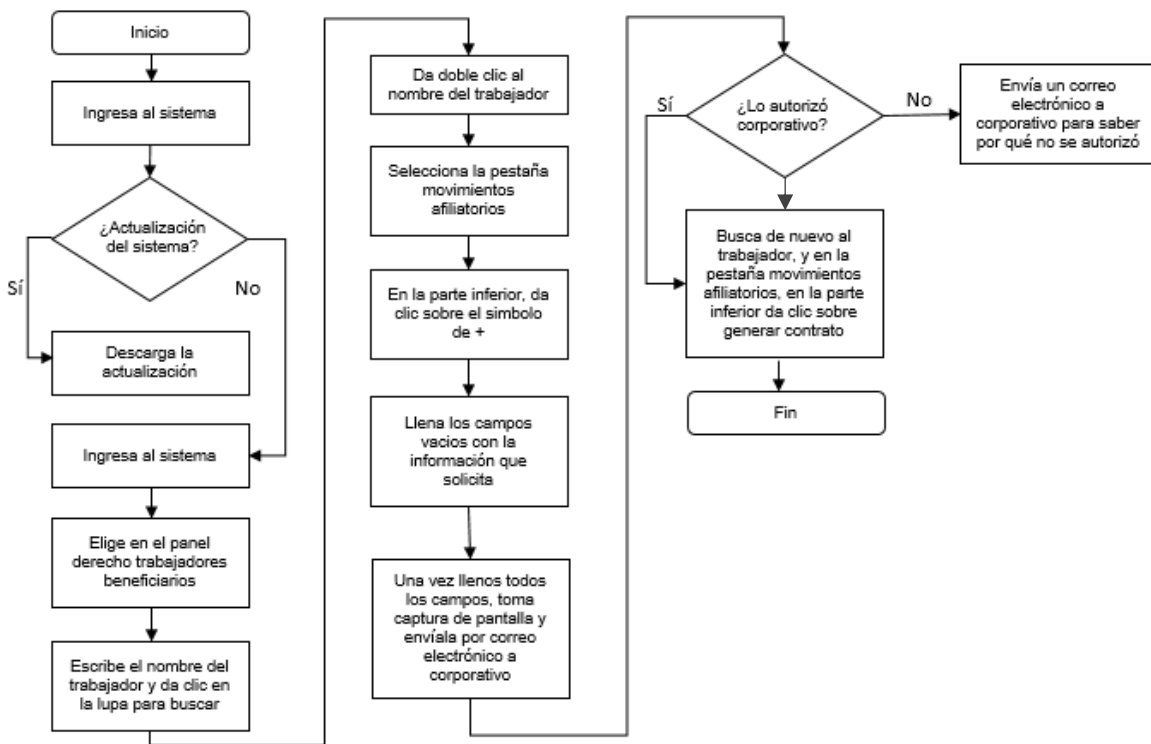 Inicio
Ingresa al sistema
¿Actualización
del sistema?
Sí
No
Descarga la
actualización
Ingresa al sistema
Elige en el panel
derecho trabajadores
beneficiarios
Escribe el nombre del
trabajador y da clic en
la lupa para buscar
Da doble clic al
nombre del trabajador
Selecciona la pestaña
movimientos
afiliatorios
En la parte inferior, da
clic sobre el simbolo
de +
Llena los campos
vacios con la
información que
solicita
Una vez llenos todos
los campos, toma
captura de pantalla y
envíala por correo
electrónico a
corporativo
¿Lo autorizó
corporativo?
Sí
No
Envía un correo
electrónico a
corporativo para saber
por qué no se autorizó
Busca de nuevo al
trabajador, y en la
pestaña movimientos
afiliatorios, en la parte
inferior da clic sobre
generar contrato
Fin